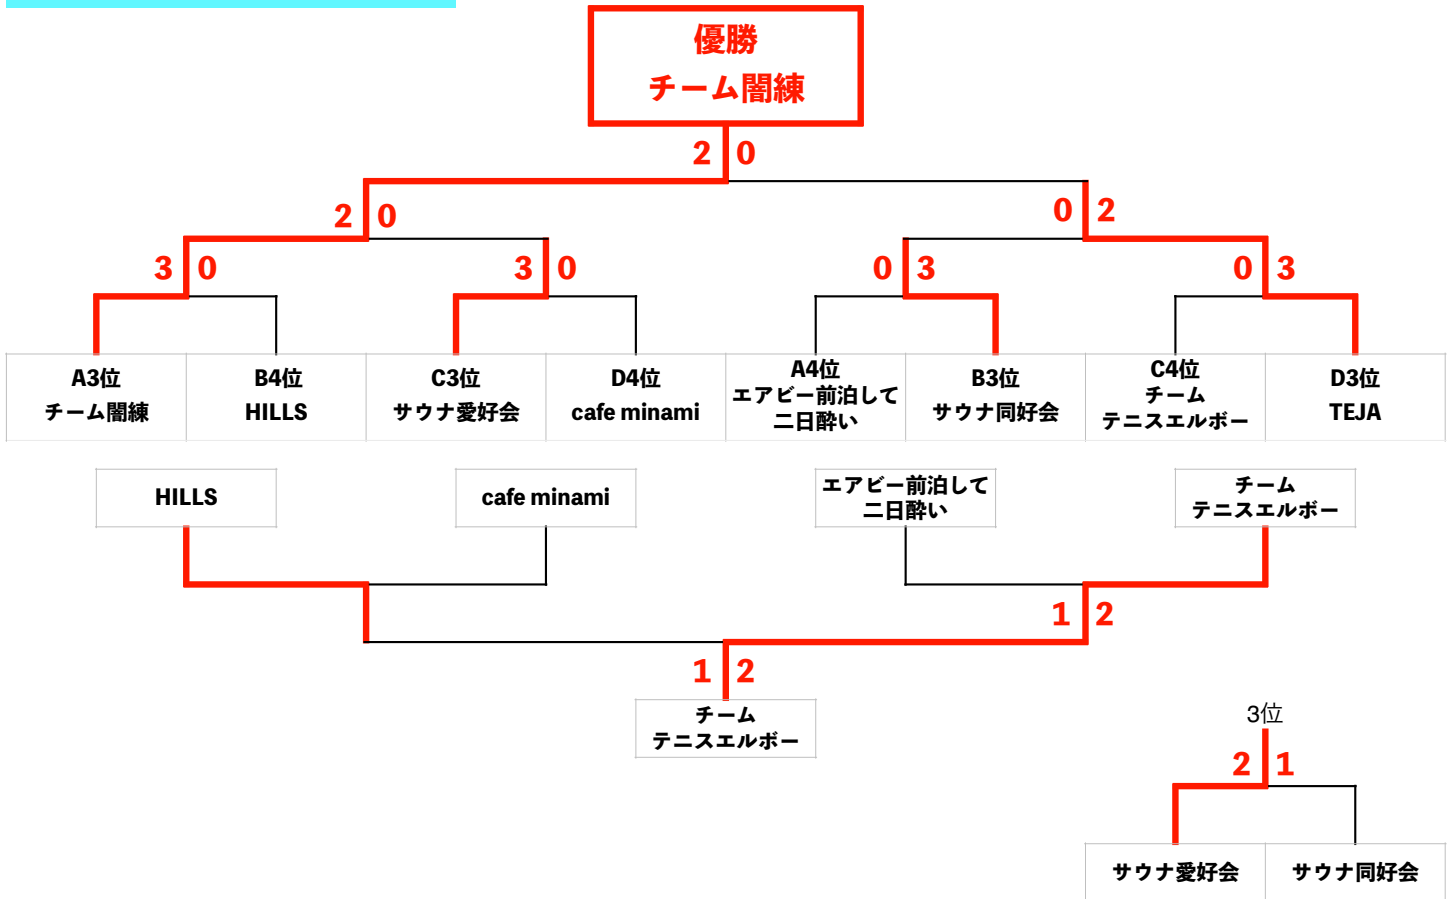 優勝
チーム闇練
2 0
2 0
0 2
3 0
3 0
0 3
0 3
A3位
チーム闇練
B4位
HILLS
C3位
サウナ愛好会
D4位
cafe minami
A4位
エアビー前泊して
二日酔い
B3位
サウナ同好会
C4位
チーム
テニスエルボー
D3位
TEJA
HILLS
cafe minami
エアビー前泊して
二日酔い
チーム
テニスエルボー
1 2
1 2
チーム
テニスエルボー
3位
2 1
サウナ愛好会
サウナ同好会